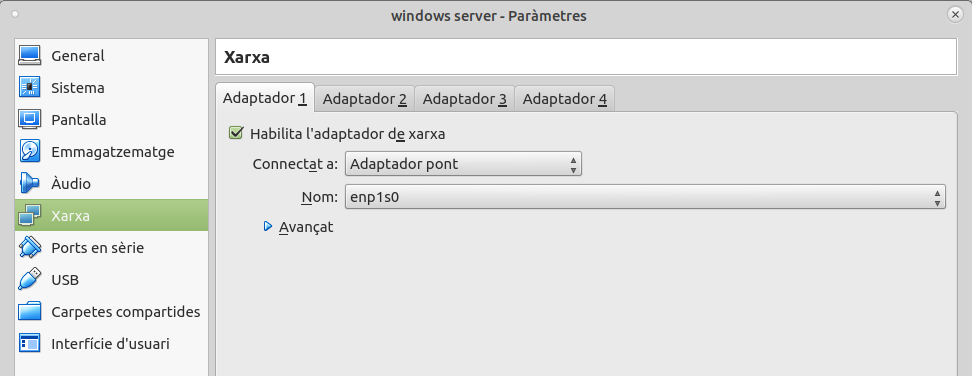 windows server - Paràmetres
General
Sistema
Pantalla
Emmagatzematge
Àudio
Xarxa
Ports en sèrie
USB
Carpetes compartides
Interfície d'usuari
Xarxa
Adaptador 1 Adaptador 2 Adaptador 3 Adaptador 4
Habilita l'adaptador de xarxa
Connectat a: Adaptador pont
Nom: enp1s0
Avançat